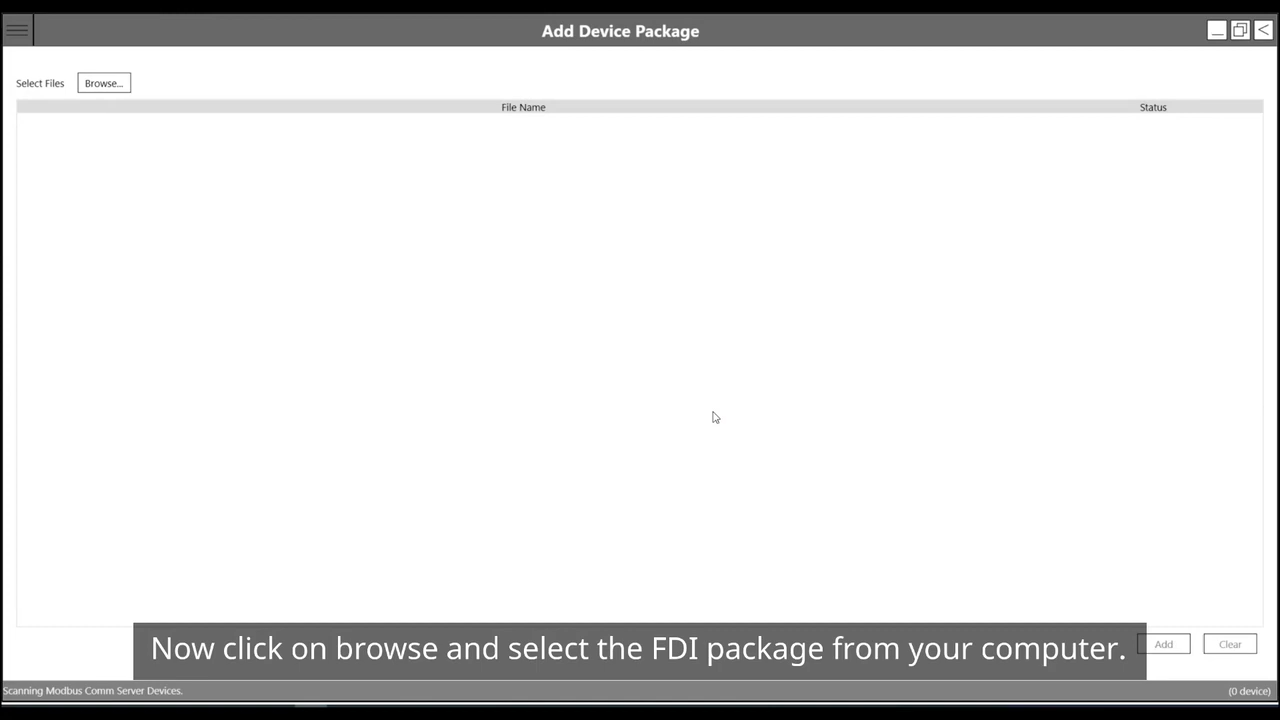 Add Device Package
Select Files
Browse...
File Name
Status
Now click on browse and select the FDI package from your computer.
Add
Clear
Scanning Modbus Comm Server Devices.
(0 device)